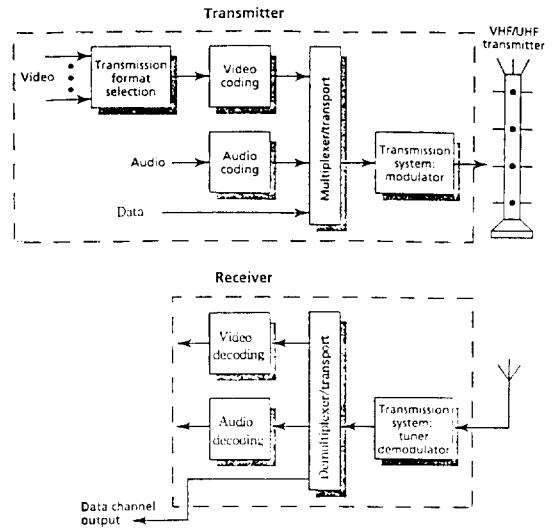 Transmitter
VHF/UHF
transmitter
Video
Transmission
format
selection
Video
coding
Audio
Audio
coding
Data
Multiplexer/transport
Transmission
system:
modulator
Receiver
Video
decoding
Audio
decoding
Demultiplexer/transport
Transmission
system:
tuner
demodulator
Data channel
output